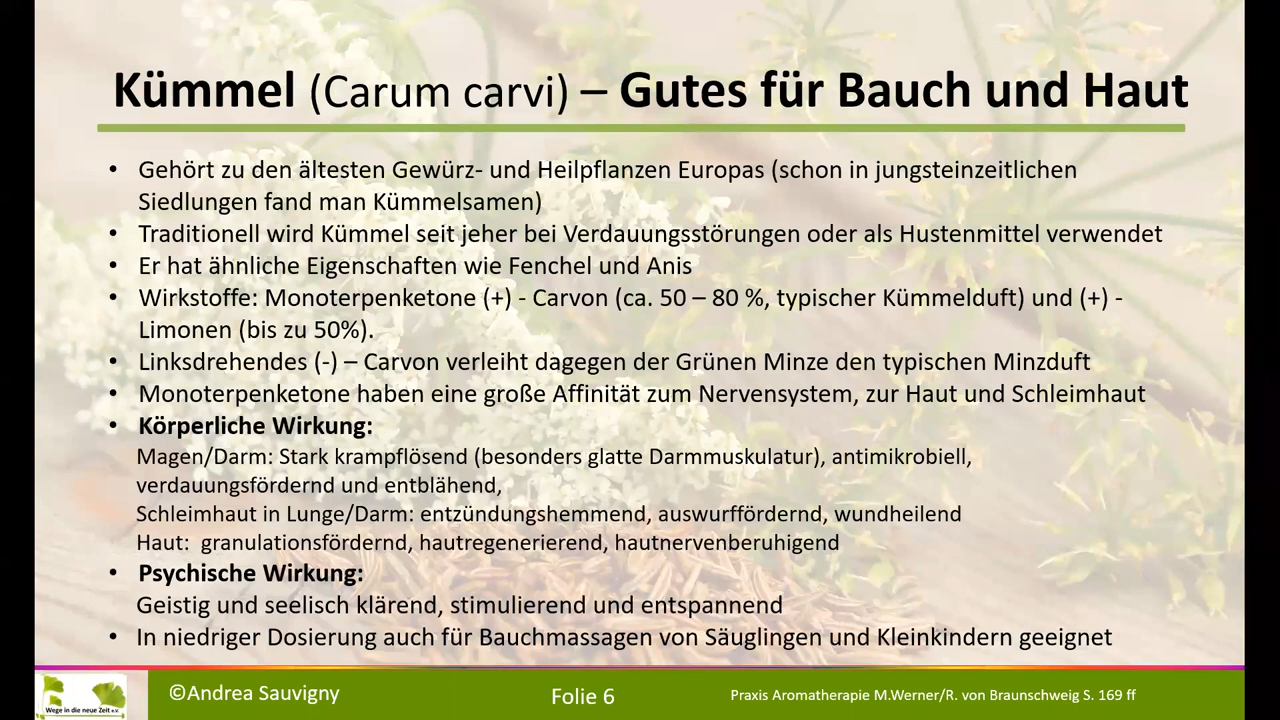 Kümmel (Carum carvi) – Gutes für Bauch und Haut
• Gehört zu den ältesten Gewürz- und Heilpflanzen Europas (schon in jungsteinzeitlichen
Siedlungen fand man Kümmelsamen)
• Traditionell wird Kümmel seit jeher bei Verdauungsstörungen oder als Hustenmittel verwendet
• Er hat ähnliche Eigenschaften wie Fenchel und Anis
• Wirkstoffe: Monoterpenketone (+) - Carvon (ca. 50 – 80 %, typischer Kümmelduft) und (+) -
Limonen (bis zu 50%).
• Linksdrehendes (-) – Carvon verleiht dagegen der Grünen Minze den typischen Minzduft
• Monoterpenketone haben eine große Affinität zum Nervensystem, zur Haut und Schleimhaut
• Körperliche Wirkung:
Magen/Darm: Stark krampflösend (besonders glatte Darmmuskulatur), antimikrobiell,
verdauungsfördernd und entblähend,
Schleimhaut in Lunge/Darm: entzündungshemmend, auswurffördernd, wundheilend
Haut: granulationsfördernd, hautregenerierend, hautnervenberuhigend
• Psychische Wirkung:
Geistig und seelisch klärend, stimulierend und entspannend
• In niedriger Dosierung auch für Bauchmassagen von Säuglingen und Kleinkindern geeignet
Wege in die neue Zeit e.V.
©Andrea Sauvigny
Folie 6
Praxis Aromatherapie M.Werner/R. von Braunschweig S. 169 ff